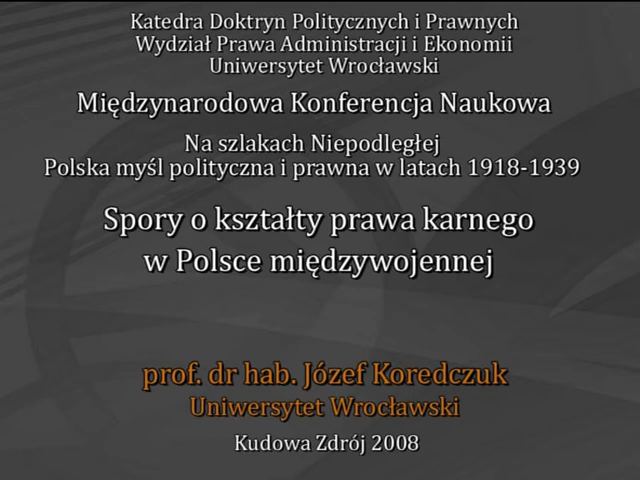 Katedra Doktryn Politycznych i Prawnych
Wydział Prawa Administracji i Ekonomii
Uniwersytet Wrocławski
Międzynarodowa Konferencja Naukowa
Na szlakach Niepodległej
Polska myśl polityczna i prawna w latach 1918-1939
Spory o kształty prawa karnego
w Polsce międzywojennej
prof. dr hab. Józef Koredczuk
Uniwersytet Wrocławski
Kudowa Zdrój 2008